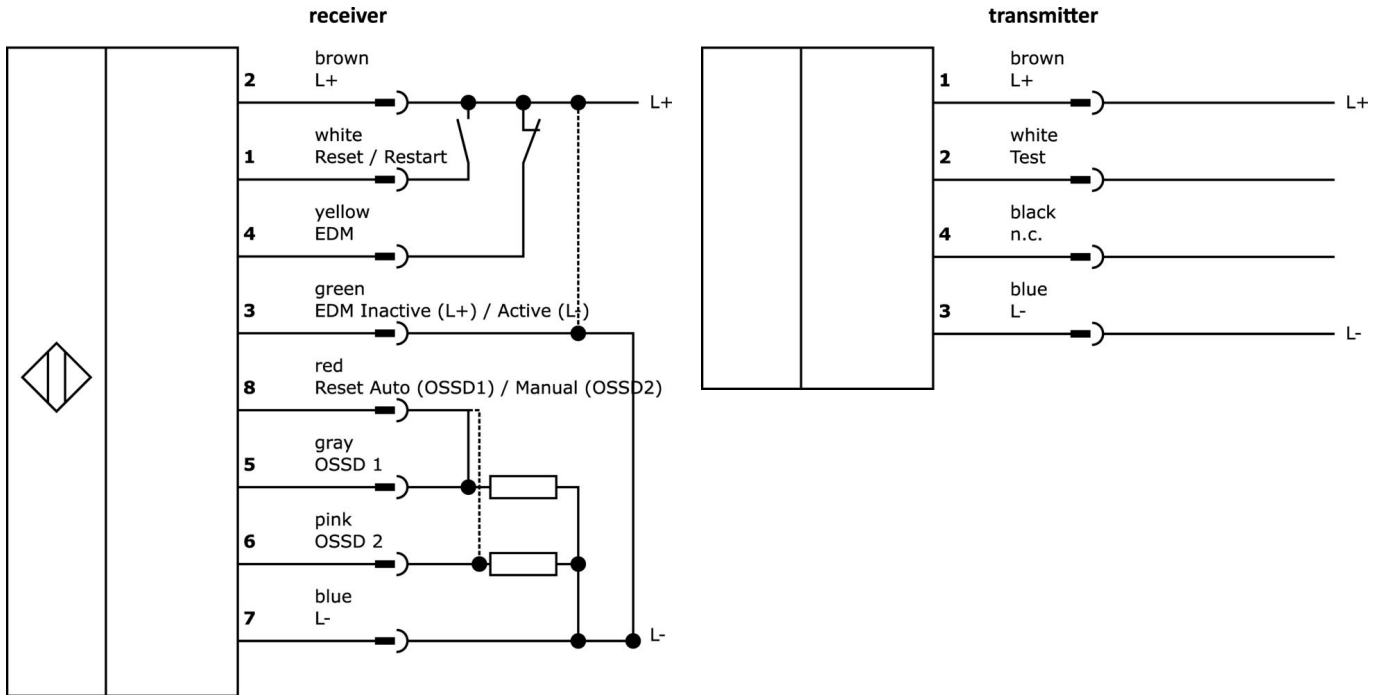 receiver
brown
2 L+
L+
white
1 Reset / Restart
yellow
4 EDM
green
3 EDM Inactive (L+) / Active (L-)
red
8 Reset Auto (OSSD1) / Manual (OSSD2)
gray
5 OSSD 1
pink
6 OSSD 2
blue
7 L-
L-
transmitter
brown
1 L+
L+
white
2 Test
black
4 n.c.
blue
3 L-
L-